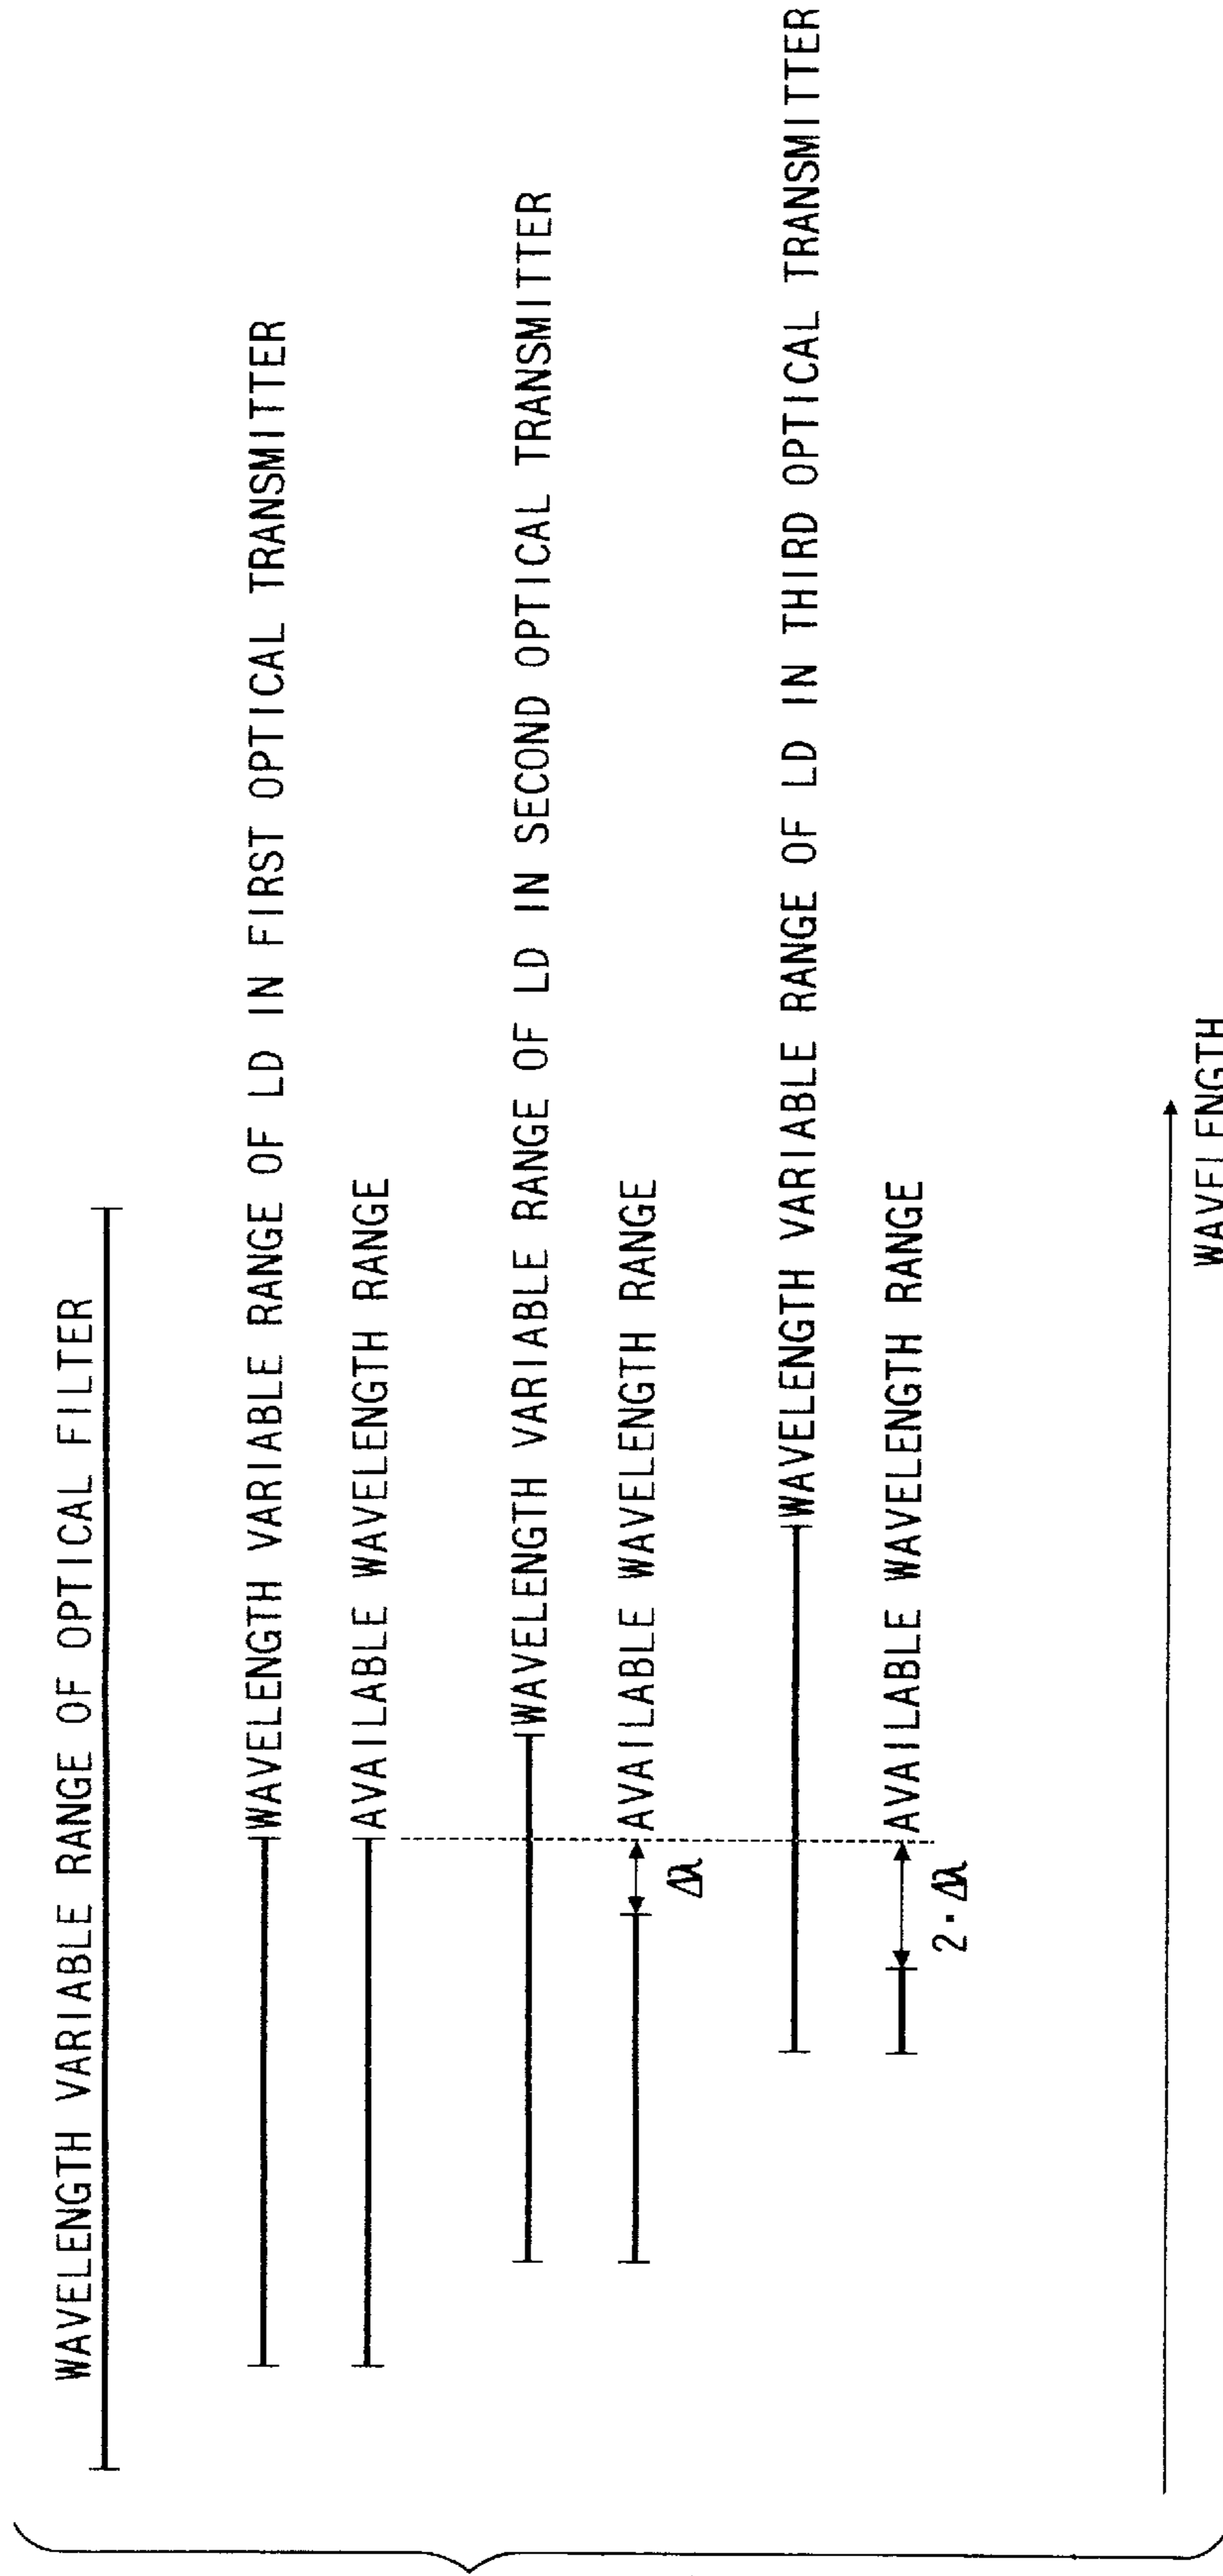 WAVELENGTH VARIABLE RANGE OF OPTICAL FILTER
WAVELENGTH VARIABLE RANGE OF LD IN FIRST OPTICAL TRANSMITTER
AVAILABLE WAVELENGTH RANGE
WAVELENGTH VARIABLE RANGE OF LD IN SECOND OPTICAL TRANSMITTER
AVAILABLE WAVELENGTH RANGE
Δλ
WAVELENGTH VARIABLE RANGE OF LD IN THIRD OPTICAL TRANSMITTER
AVAILABLE WAVELENGTH RANGE
2·Δλ
WAVELENGTH